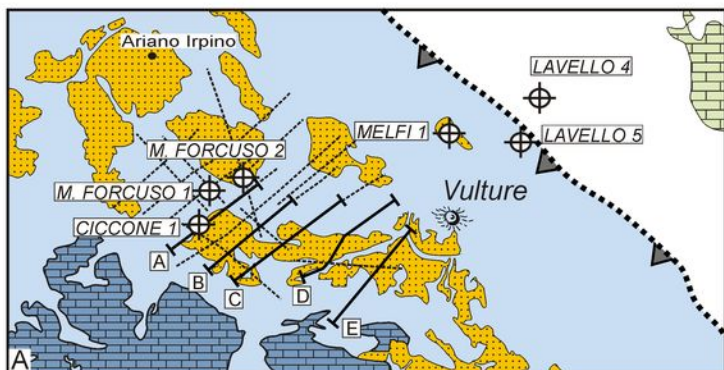 Ariano Irpino
LAVELLO 4
MELFI 1
LAVELLO 5
M. FORCUSO 2
M. FORCUSO 1
Vulture
CICCONE 1
A
B
C
D
E
A